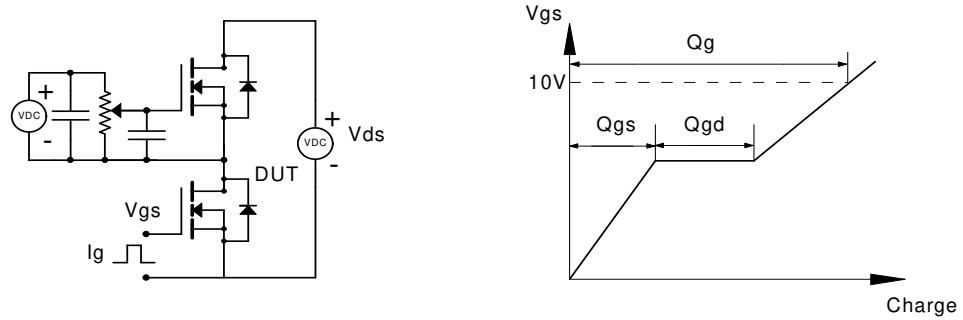 +
VDC
-
+
VDC
-
Vds
DUT
Vgs
Ig
Vgs
Qg
10V
Qgs
Qgd
Charge